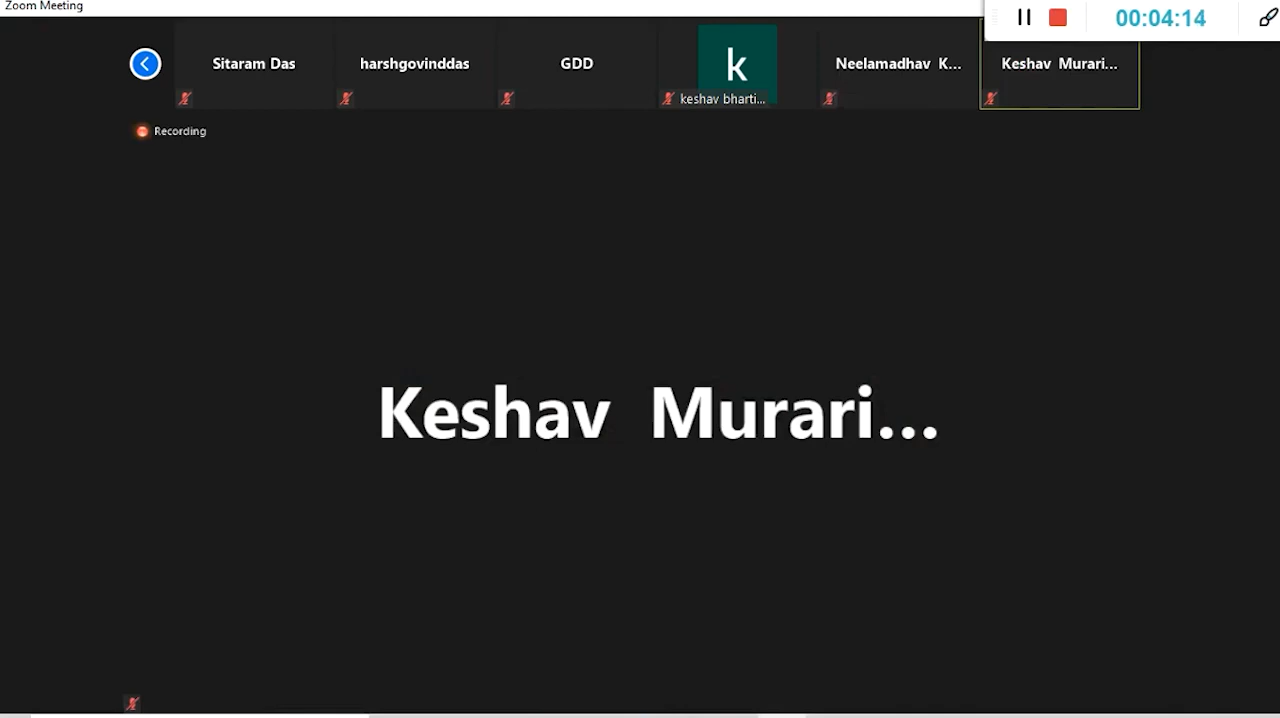 Zoom Meeting
00:04:14
Sitaram Das
harshgovinddas
GDD
k
keshav bharti...
Neelamadhav K...
Keshav Murari...
Recording
Keshav Murari...